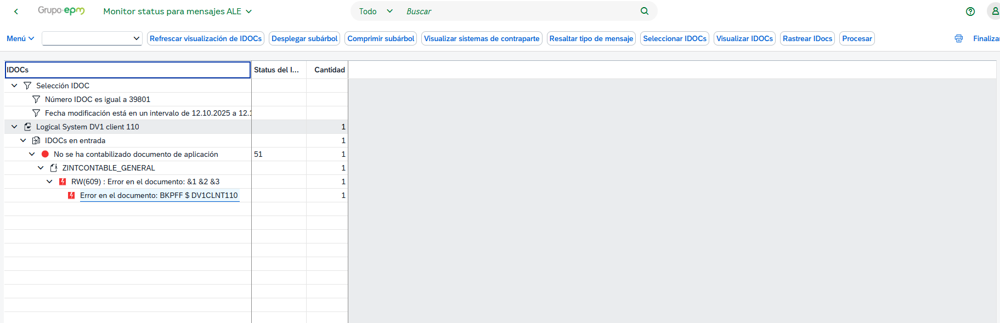 Grupo·epm Monitor status para mensajes ALE Todo Buscar
Menú Refrescar visualización de IDOCs Desplegar subárbol Comprimir subárbol Visualizar sistemas de contraparte Resaltar tipo de mensaje Seleccionar IDOCs Visualizar IDOCs Rastrear IDocs Procesar Finalizar
IDOCs Status del I... Cantidad
Selección IDOC
Número IDOC es igual a 39801
Fecha modificación está en un intervalo de 12.10.2025 a 12.1
Logical System DV1 client 110 1
IDOCs en entrada 1
No se ha contabilizado documento de aplicación 51 1
ZINTCONTABLE_GENERAL 1
RW(609) : Error en el documento: &1 &2 &3 1
Error en el documento: BKPFF $ DV1CLNT110 1